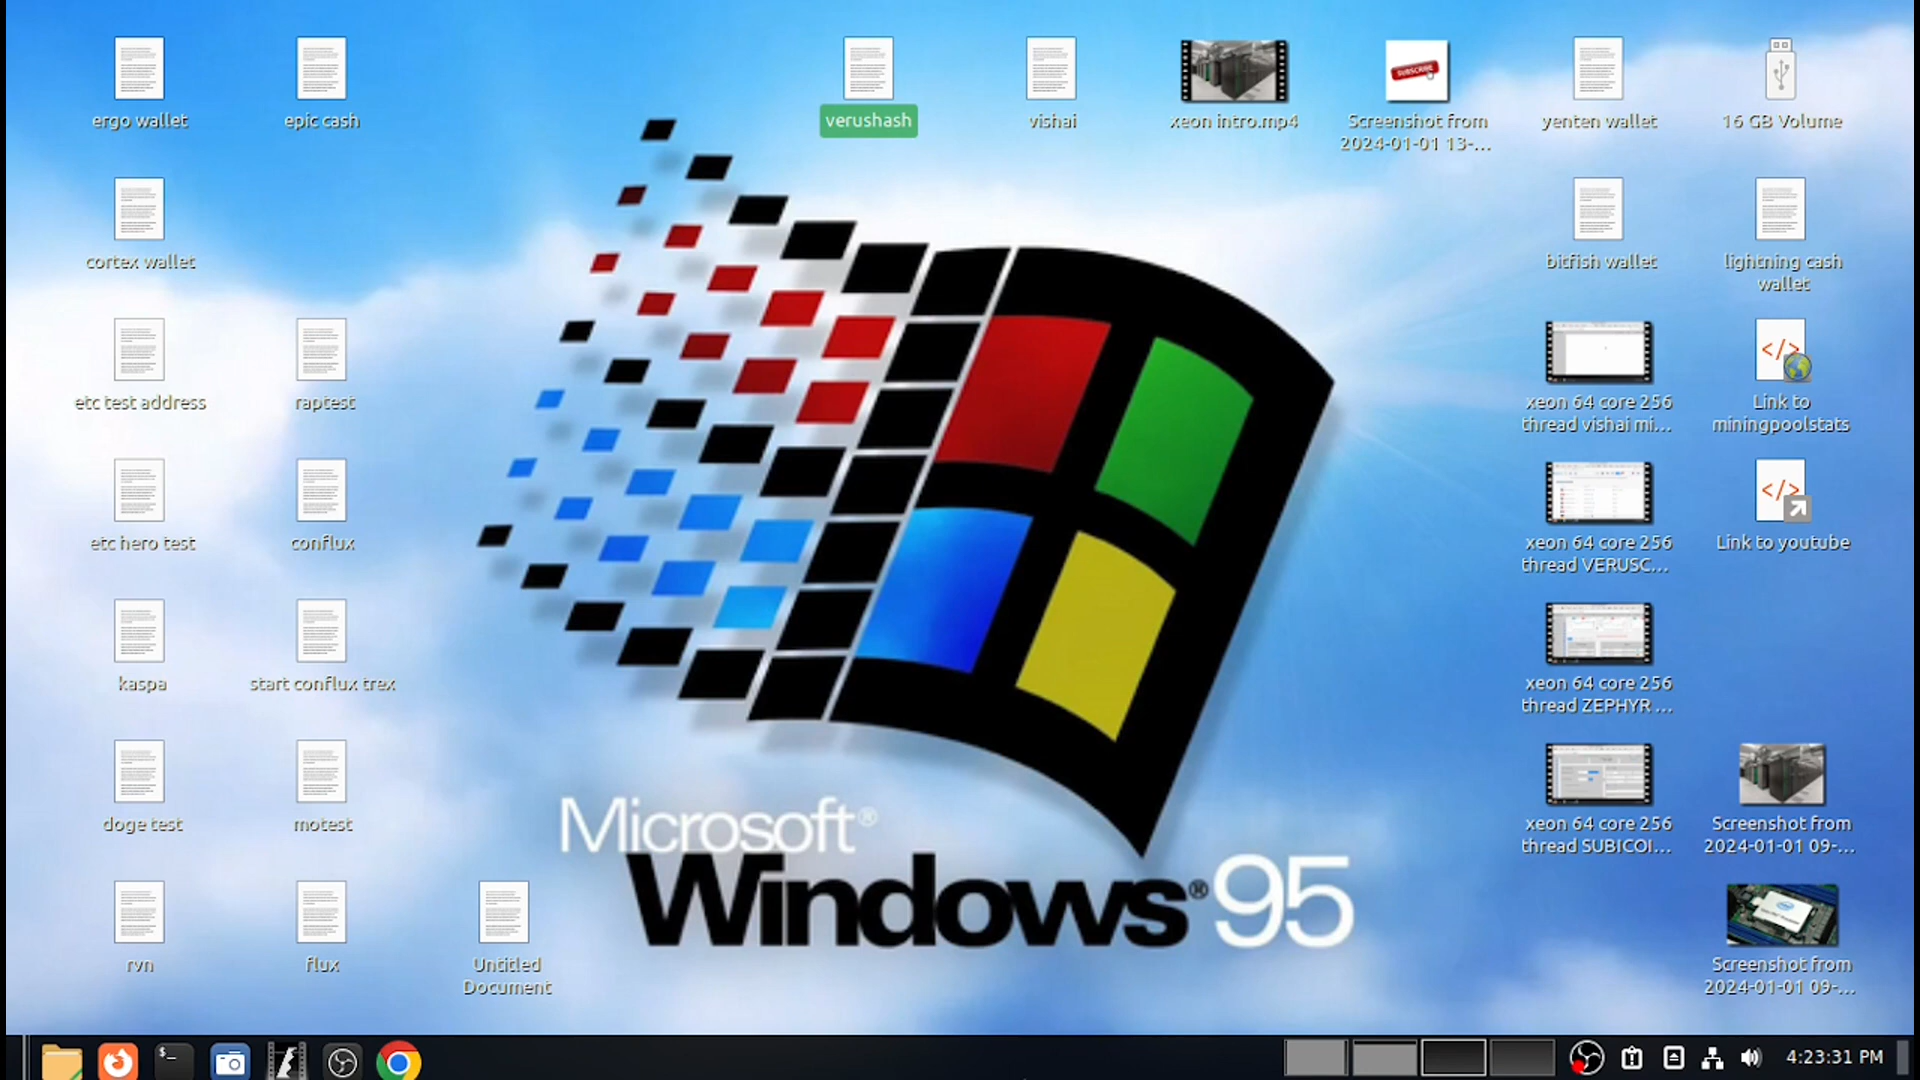 ergo wallet
epic cash
verushash
vishai
xeon intro.mp4
SUBSCRIBE
Screenshot from
2024-01-01 13-...
yenten wallet
16 GB Volume
cortex wallet
bitfish wallet
lightning cash
wallet
etc test address
raptest
xeon 64 core 256
thread vishai mi...
Link to
miningpoolstats
etc hero test
conflux
xeon 64 core 256
thread VERUSC...
Link to youtube
kaspa
start conflux trex
xeon 64 core 256
thread ZEPHYR ...
doge test
motest
Microsoft®
Windows® 95
xeon 64 core 256
thread SUBICOI...
Screenshot from
2024-01-01 09-...
rvn
flux
Untitled
Document
intel
Screenshot from
2024-01-01 09-...
4:23:31 PM